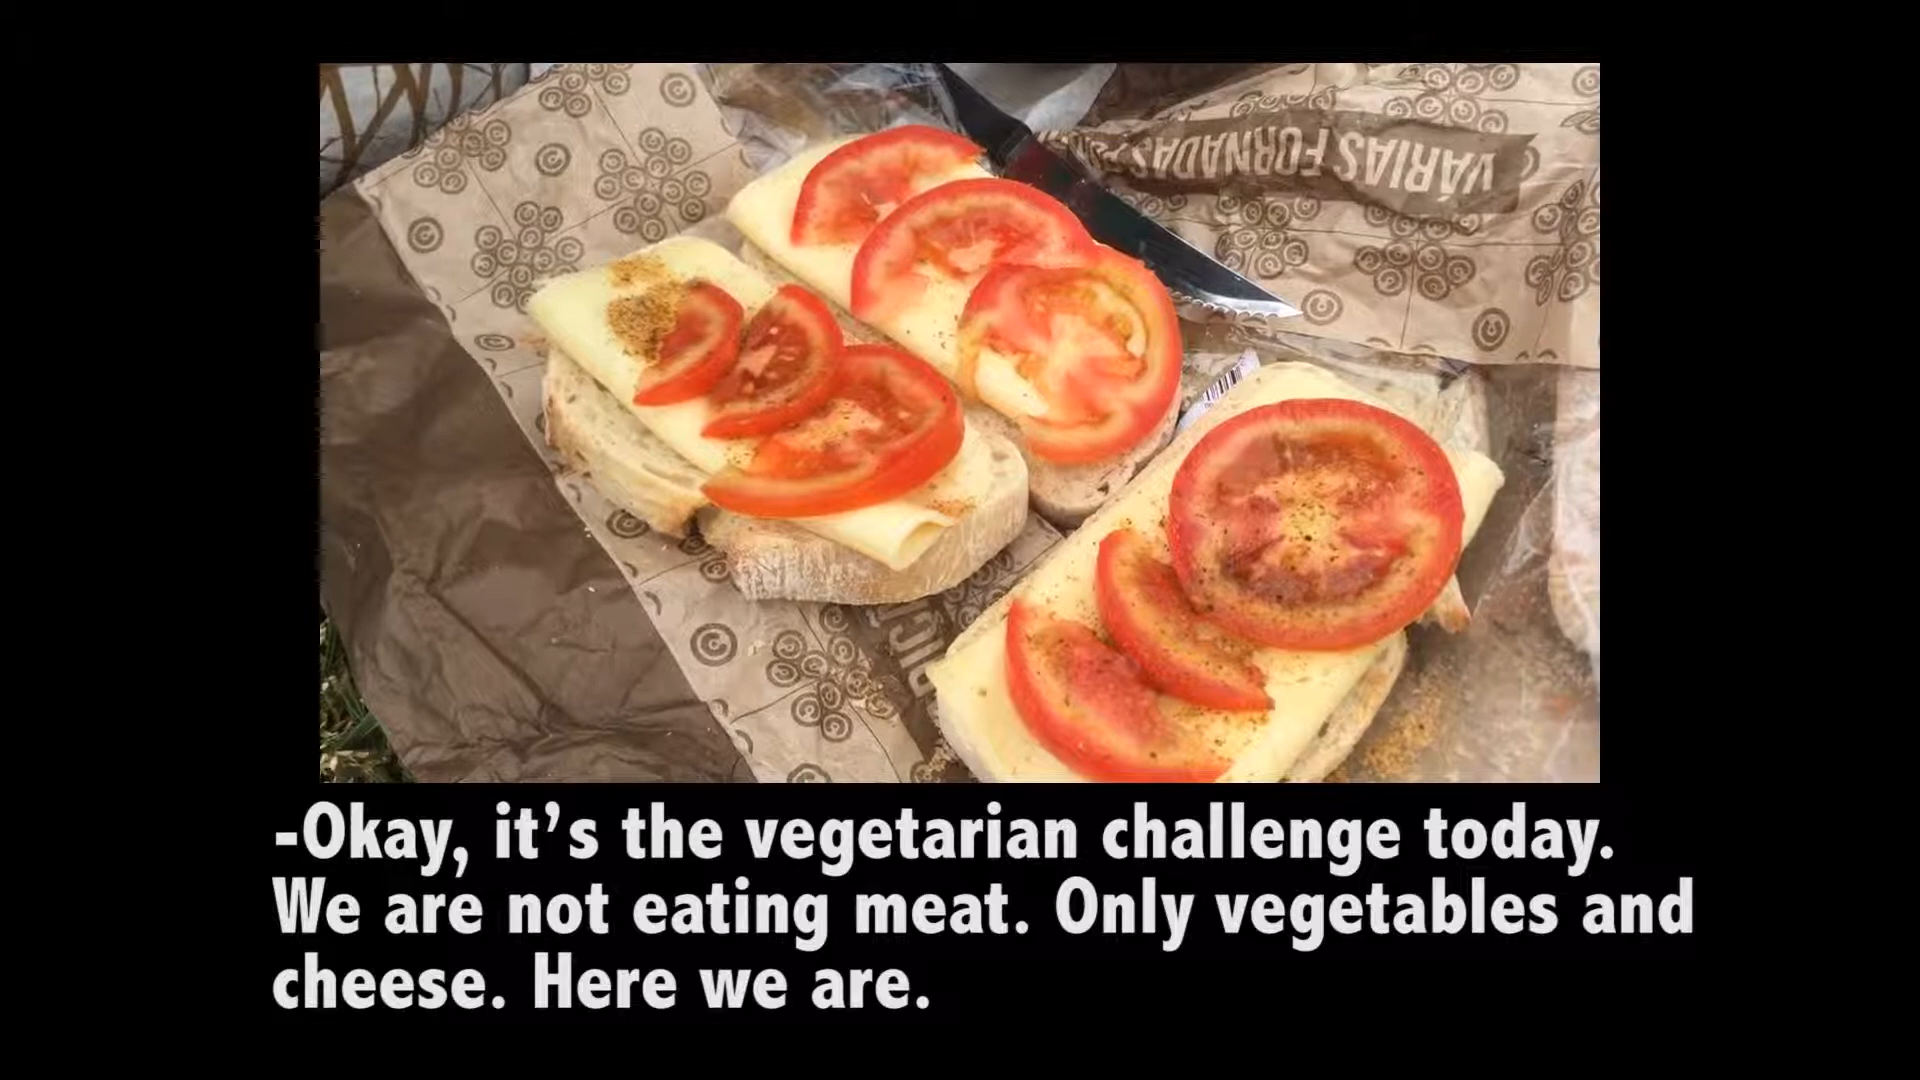 VÁRIAS FORNADAS
-Okay, it’s the vegetarian challenge today.
We are not eating meat. Only vegetables and
cheese. Here we are.